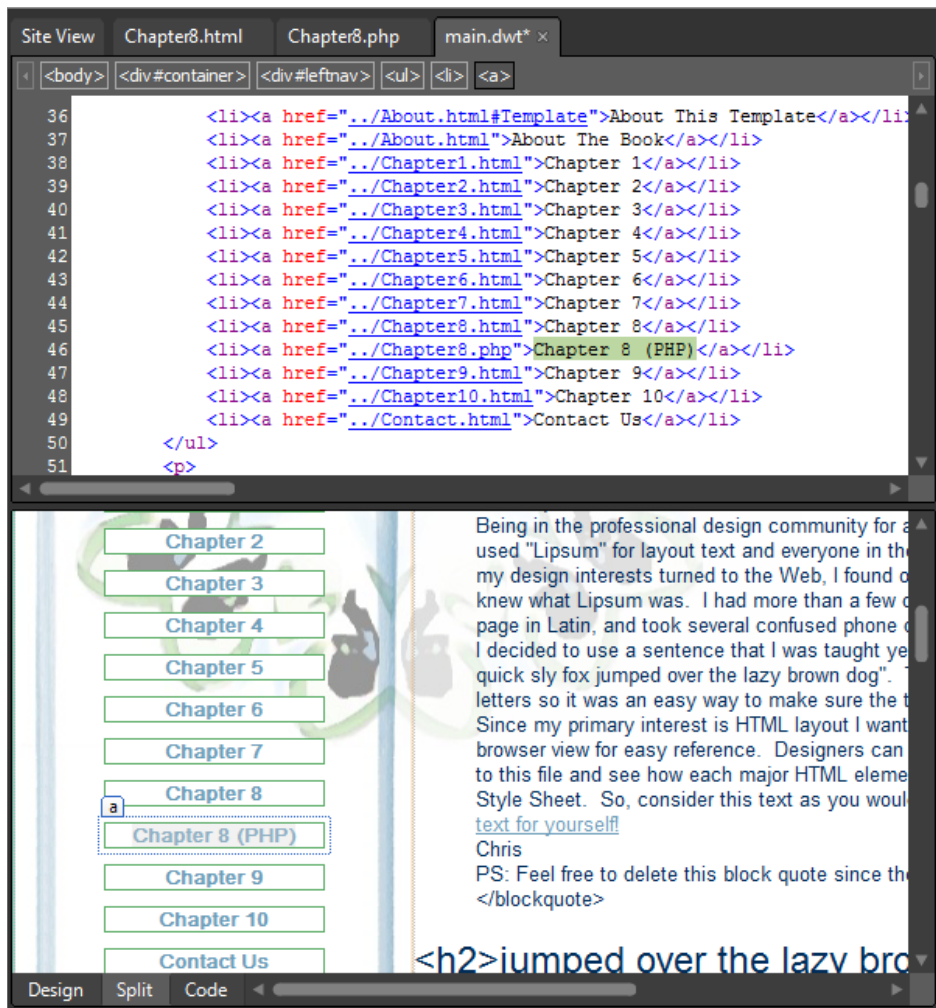 Site View Chapter8.html Chapter8.php main.dwt* ×
<body> <div#container> <div#leftnav> <ul> <li> <a>
36 <li><a href="../About.html#Template">About This Template</a></li>
37 <li><a href="../About.html">About The Book</a></li>
38 <li><a href="../Chapter1.html">Chapter 1</a></li>
39 <li><a href="../Chapter2.html">Chapter 2</a></li>
40 <li><a href="../Chapter3.html">Chapter 3</a></li>
41 <li><a href="../Chapter4.html">Chapter 4</a></li>
42 <li><a href="../Chapter5.html">Chapter 5</a></li>
43 <li><a href="../Chapter6.html">Chapter 6</a></li>
44 <li><a href="../Chapter7.html">Chapter 7</a></li>
45 <li><a href="../Chapter8.html">Chapter 8</a></li>
46 <li><a href="../Chapter8.php">Chapter 8 (PHP)</a></li>
47 <li><a href="../Chapter9.html">Chapter 9</a></li>
48 <li><a href="../Chapter10.html">Chapter 10</a></li>
49 <li><a href="../Contact.html">Contact Us</a></li>
50 </ul>
51 <p>
Chapter 2
Chapter 3
Chapter 4
Chapter 5
Chapter 6
Chapter 7
Chapter 8
a
Chapter 8 (PHP)
Chapter 9
Chapter 10
Contact Us
Being in the professional design community for a
used "Lipsum" for layout text and everyone in the
my design interests turned to the Web, I found o
knew what Lipsum was. I had more than a few c
page in Latin, and took several confused phone c
I decided to use a sentence that I was taught ye
quick sly fox jumped over the lazy brown dog".
letters so it was an easy way to make sure the t
Since my primary interest is HTML layout I want
browser view for easy reference. Designers can
to this file and see how each major HTML eleme
Style Sheet. So, consider this text as you woul
text for yourself!
Chris
PS: Feel free to delete this block quote since the
</blockquote>
<h2>jumped over the lazy bro
Design Split Code